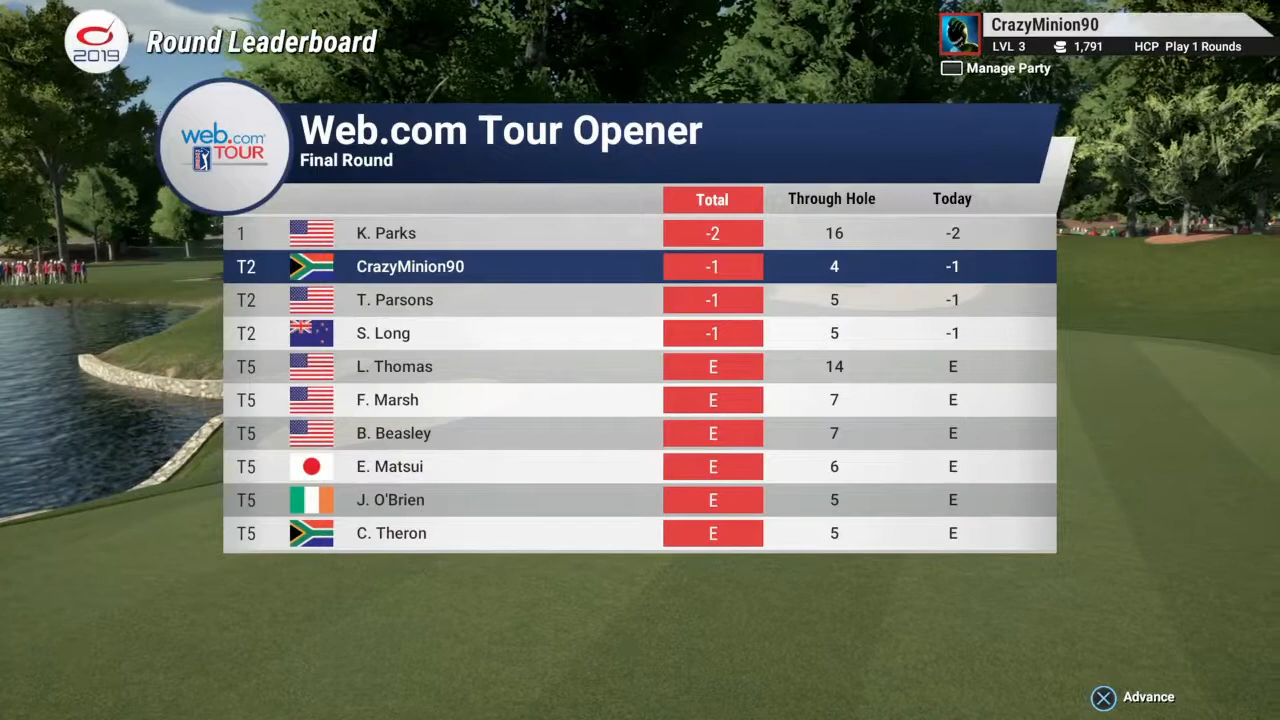 2019
Round Leaderboard
CrazyMinion90
LVL 3 1,791 HCP Play 1 Rounds
Manage Party
web.com
TOUR
Web.com Tour Opener
Final Round
Total Through Hole Today
1 K. Parks -2 16 -2
T2 CrazyMinion90 -1 4 -1
T2 T. Parsons -1 5 -1
T2 S. Long -1 5 -1
T5 L. Thomas E 14 E
T5 F. Marsh E 7 E
T5 B. Beasley E 7 E
T5 E. Matsui E 6 E
T5 J. O'Brien E 5 E
T5 C. Theron E 5 E
Advance